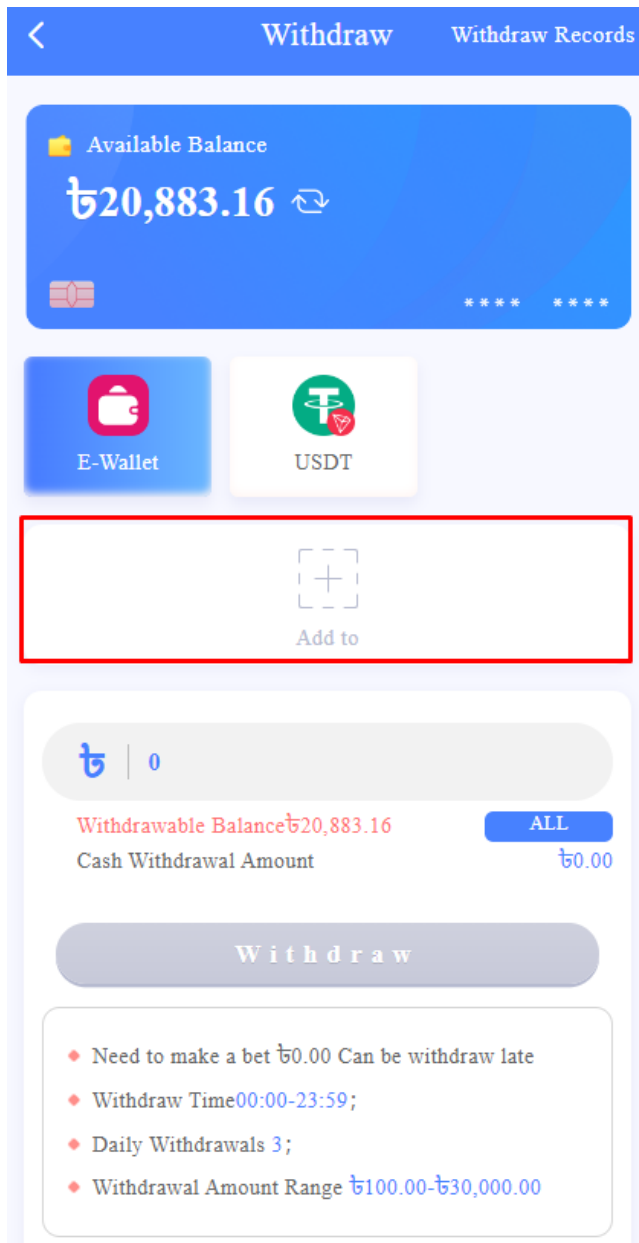 Withdraw Withdraw Records
Available Balance
৳20,883.16
**** ****
E-Wallet USDT
Add to
৳ 0
Withdrawable Balance৳20,883.16 ALL
Cash Withdrawal Amount ৳0.00
Withdraw
Need to make a bet ৳0.00 Can be withdraw late
Withdraw Time00:00-23:59;
Daily Withdrawals 3;
Withdrawal Amount Range ৳100.00-৳30,000.00